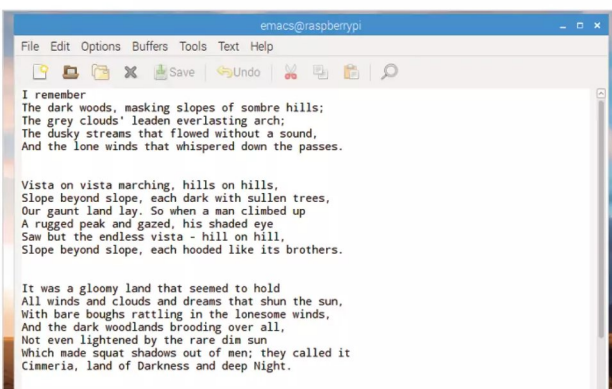 emacs@raspberrypi
File Edit Options Buffers Tools Text Help
Save Undo
I remember
The dark woods, masking slopes of sombre hills;
The grey clouds' leaden everlasting arch;
The dusky streams that flowed without a sound,
And the lone winds that whispered down the passes.
Vista on vista marching, hills on hills,
Slope beyond slope, each dark with sullen trees,
Our gaunt land lay. So when a man climbed up
A rugged peak and gazed, his shaded eye
Saw but the endless vista - hill on hill,
Slope beyond slope, each hooded like its brothers.
It was a gloomy land that seemed to hold
All winds and clouds and dreams that shun the sun,
With bare boughs rattling in the lonesome winds,
And the dark woodlands brooding over all,
Not even lightened by the rare dim sun
Which made squat shadows out of men; they called it
Cimmeria, land of Darkness and deep Night.